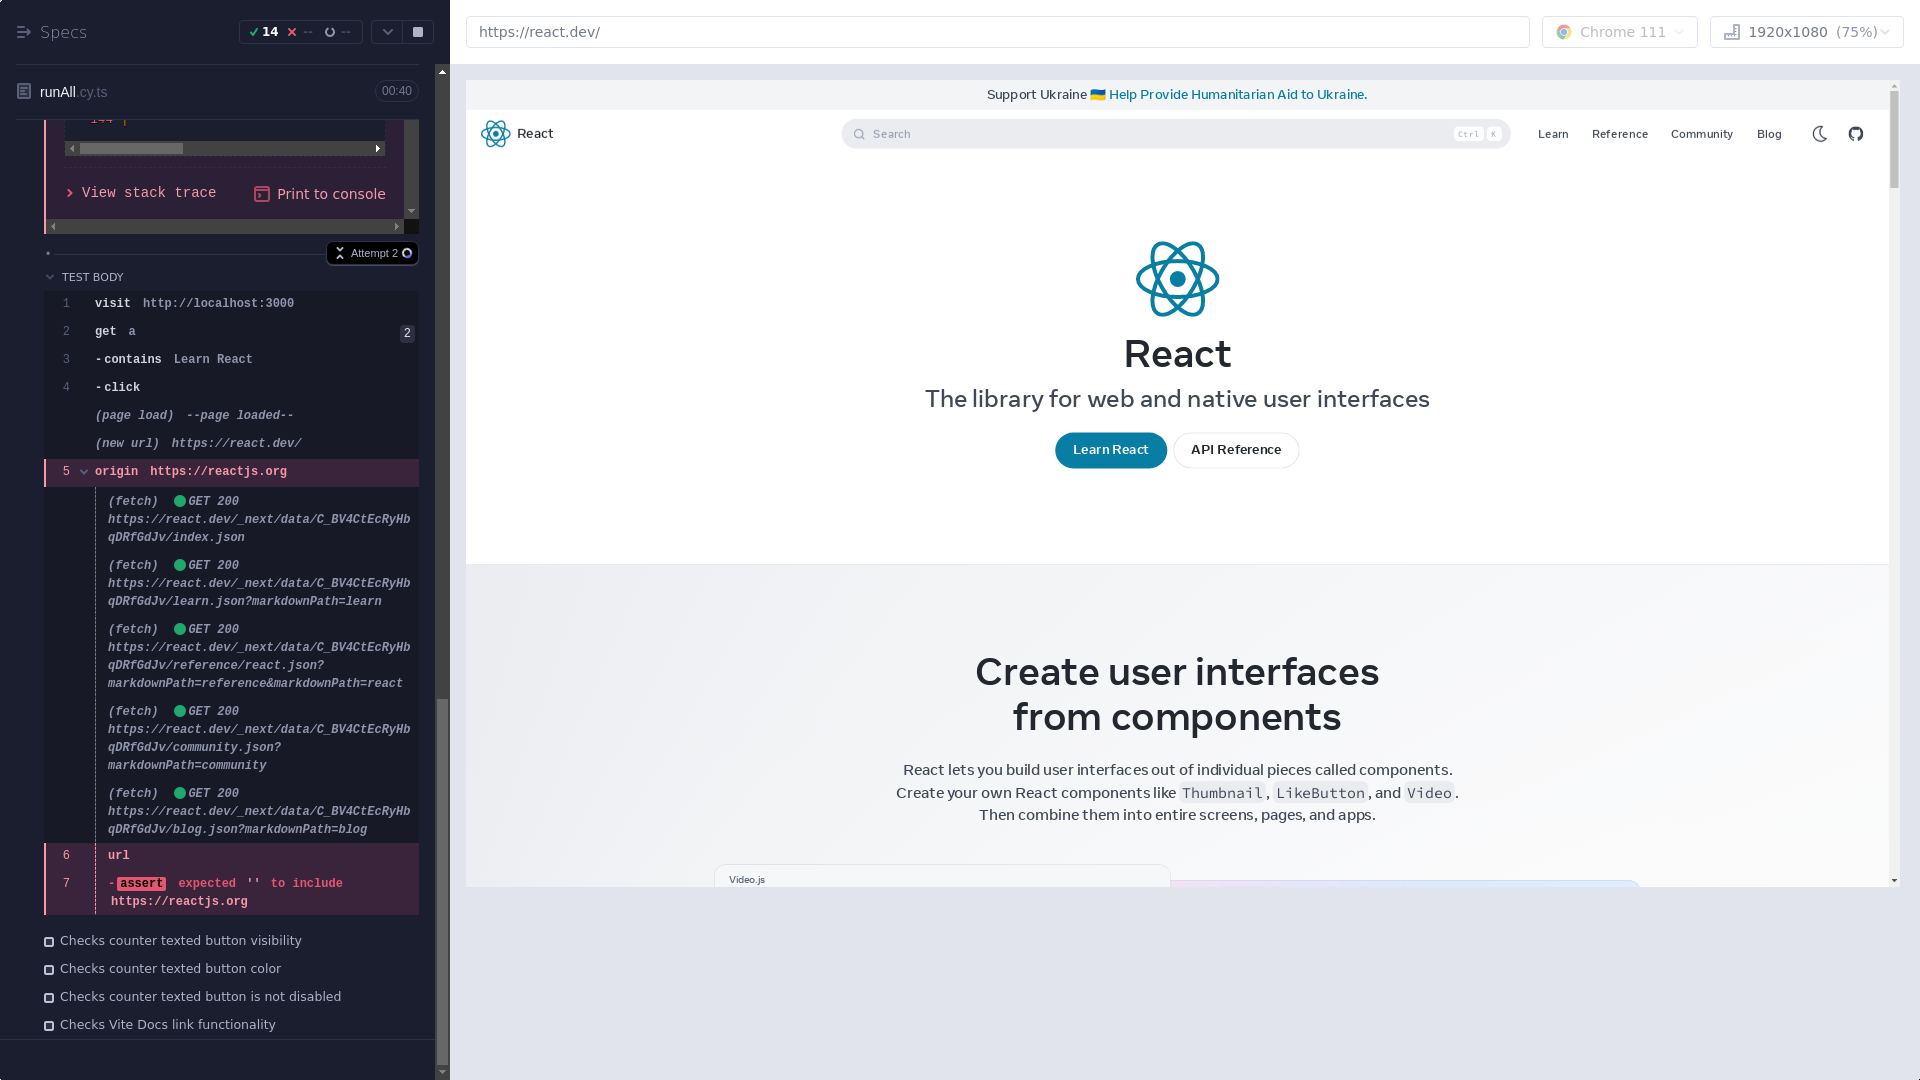 Specs
14 -- --
runAll.cy.ts
00:40
144 |
View stack trace
Print to console
Attempt 2
TEST BODY
1 visit http://localhost:3000
2 get a 2
3 -contains Learn React
4 -click
(page load) --page loaded--
(new url) https://react.dev/
5 origin https://reactjs.org
(fetch) GET 200
https://react.dev/_next/data/C_BV4CtEcRyHb
qDRfGdJv/index.json
(fetch) GET 200
https://react.dev/_next/data/C_BV4CtEcRyHb
qDRfGdJv/learn.json?markdownPath=learn
(fetch) GET 200
https://react.dev/_next/data/C_BV4CtEcRyHb
qDRfGdJv/reference/react.json?
markdownPath=reference&markdownPath=react
(fetch) GET 200
https://react.dev/_next/data/C_BV4CtEcRyHb
qDRfGdJv/community.json?
markdownPath=community
(fetch) GET 200
https://react.dev/_next/data/C_BV4CtEcRyHb
qDRfGdJv/blog.json?markdownPath=blog
6 url
7 -assert expected '' to include
https://reactjs.org
Checks counter texted button visibility
Checks counter texted button color
Checks counter texted button is not disabled
Checks Vite Docs link functionality
https://react.dev/
Chrome 111
1920x1080 (75%)
Support Ukraine 🇺🇦 Help Provide Humanitarian Aid to Ukraine.
React
Search
Ctrl K
Learn
Reference
Community
Blog
React
The library for web and native user interfaces
Learn React
API Reference
Create user interfaces
from components
React lets you build user interfaces out of individual pieces called components.
Create your own React components like Thumbnail, LikeButton, and Video.
Then combine them into entire screens, pages, and apps.
Video.js